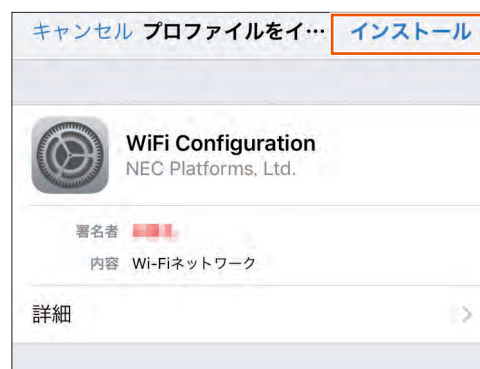 キャンセル プロファイルをイ… インストール
WiFi Configuration
NEC Platforms, Ltd.
署名者
内容 Wi-Fiネットワーク
詳細